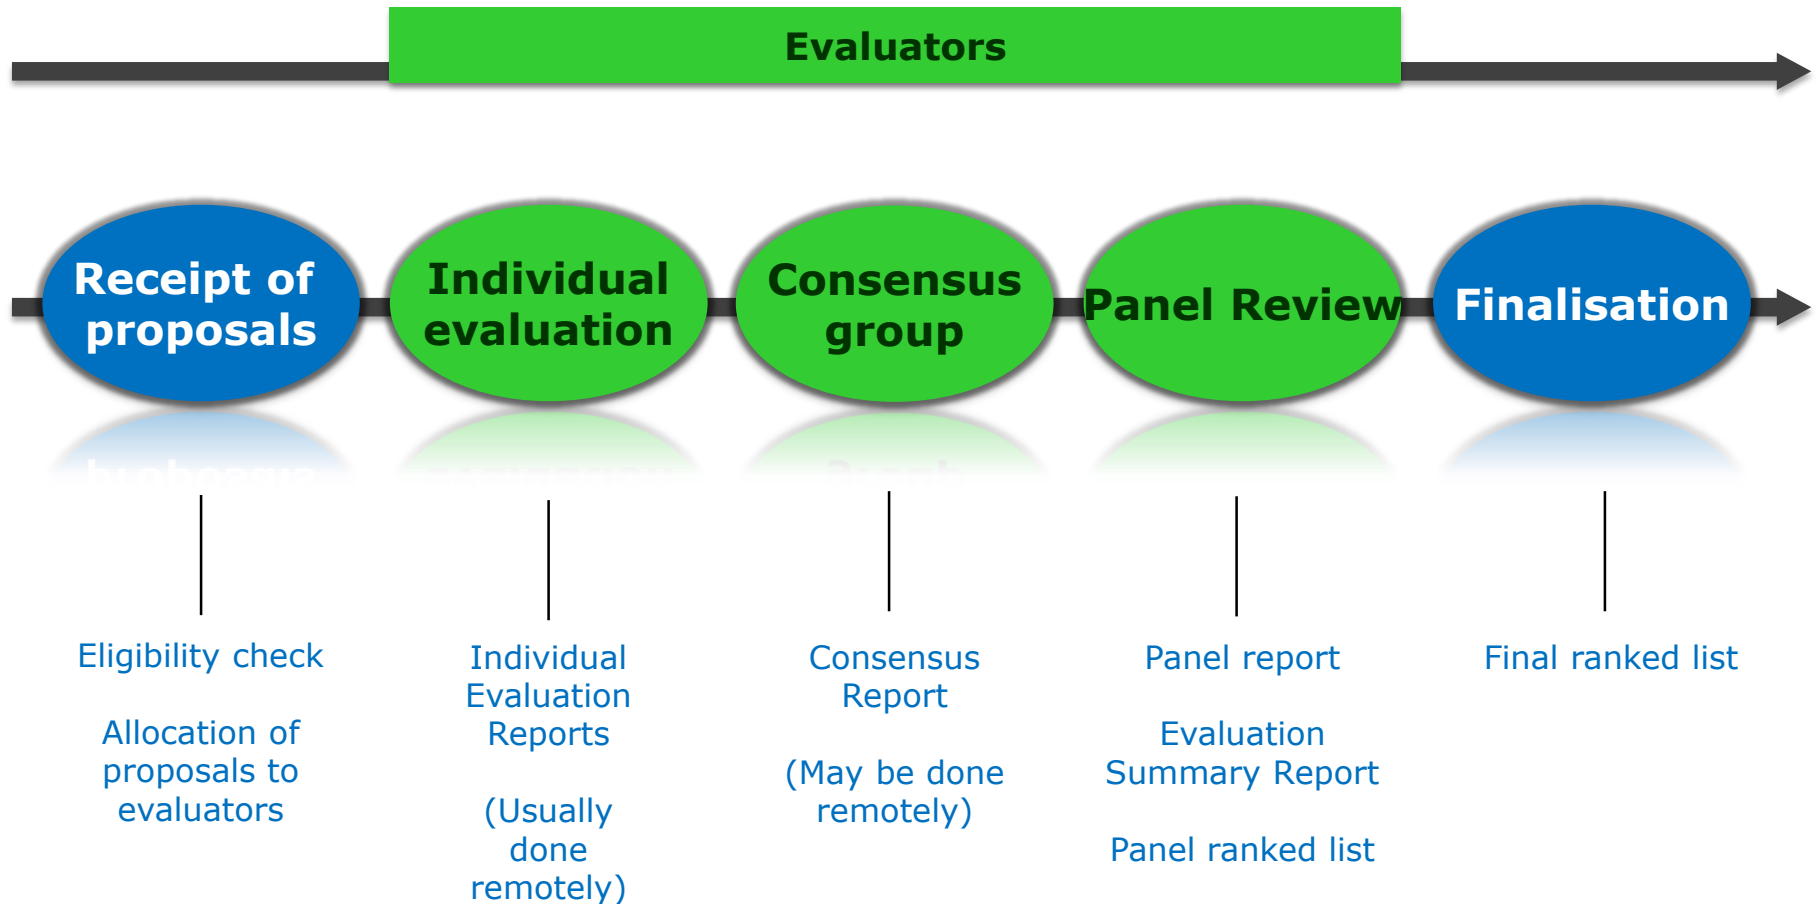 Evaluators
Receipt of
proposals
Individual
evaluation
Consensus
group
Panel Review
Finalisation
Eligibility check
Allocation of
proposals to
evaluators
Individual
Evaluation
Reports
(Usually
done
remotely)
Consensus
Report
(May be done
remotely)
Panel report
Evaluation
Summary Report
Panel ranked list
Final ranked list